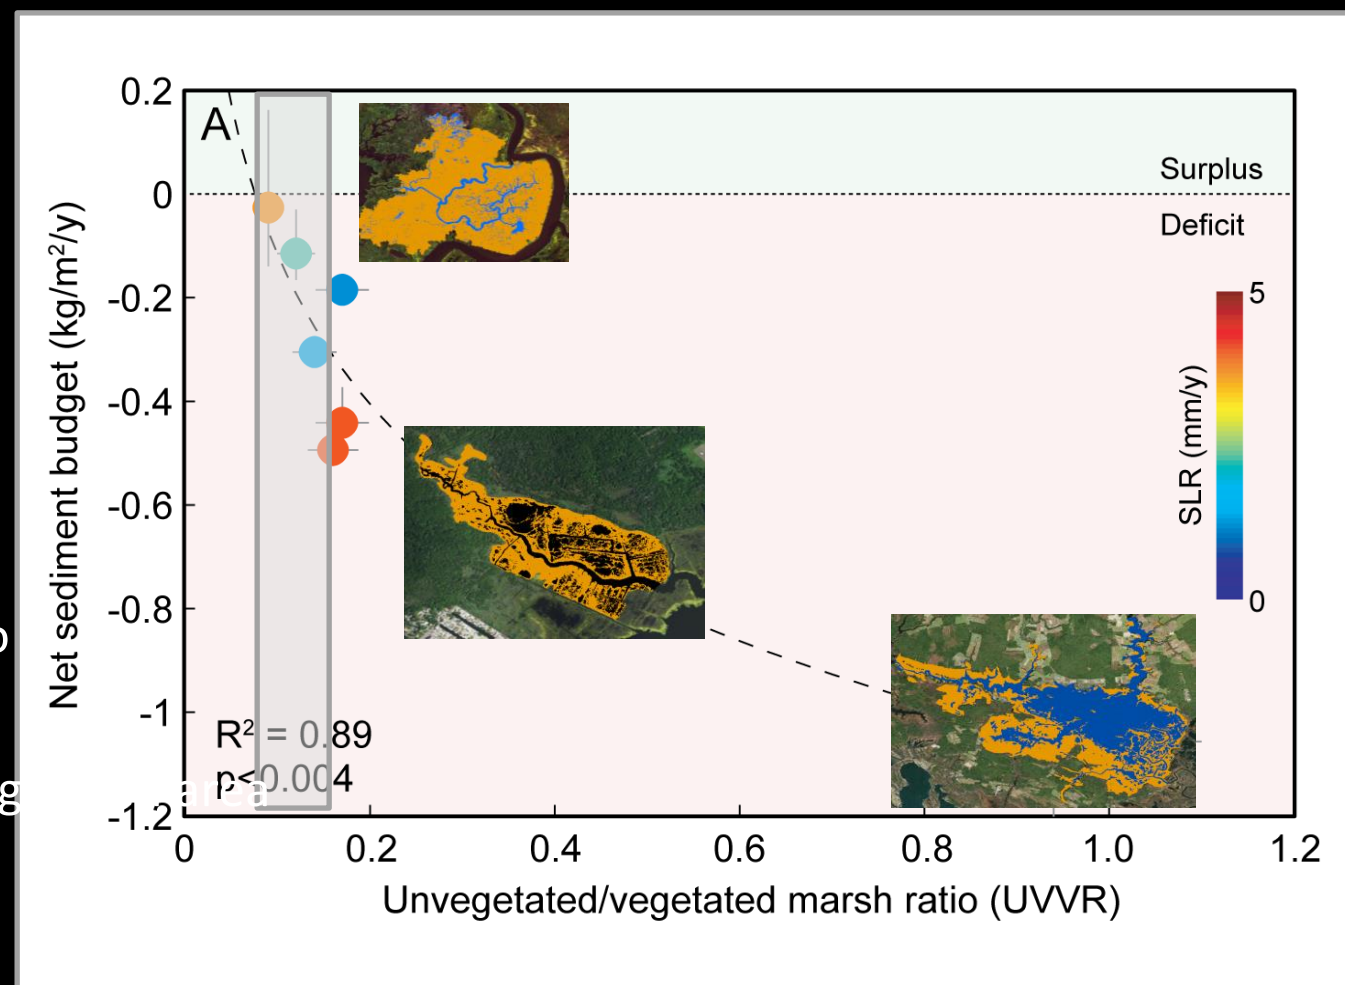 0.2
A
Surplus
0
Deficit
-0.2
5
-0.4
SLR (mm/y)
Net sediment budget (kg/m²/y)
-0.6
0
-0.8
-1
R² = 0.89
p<0.004
area
-1.2
0 0.2 0.4 0.6 0.8 1.0 1.2
Unvegetated/vegetated marsh ratio (UVVR)